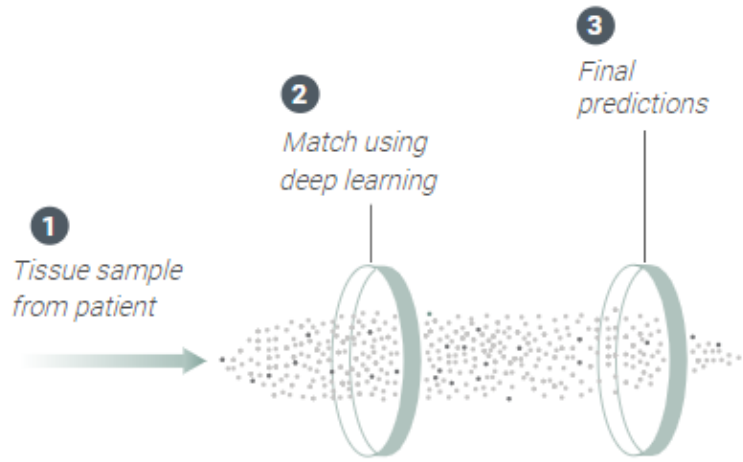 1
Tissue sample
from patient
2
Match using
deep learning
3
Final
predictions